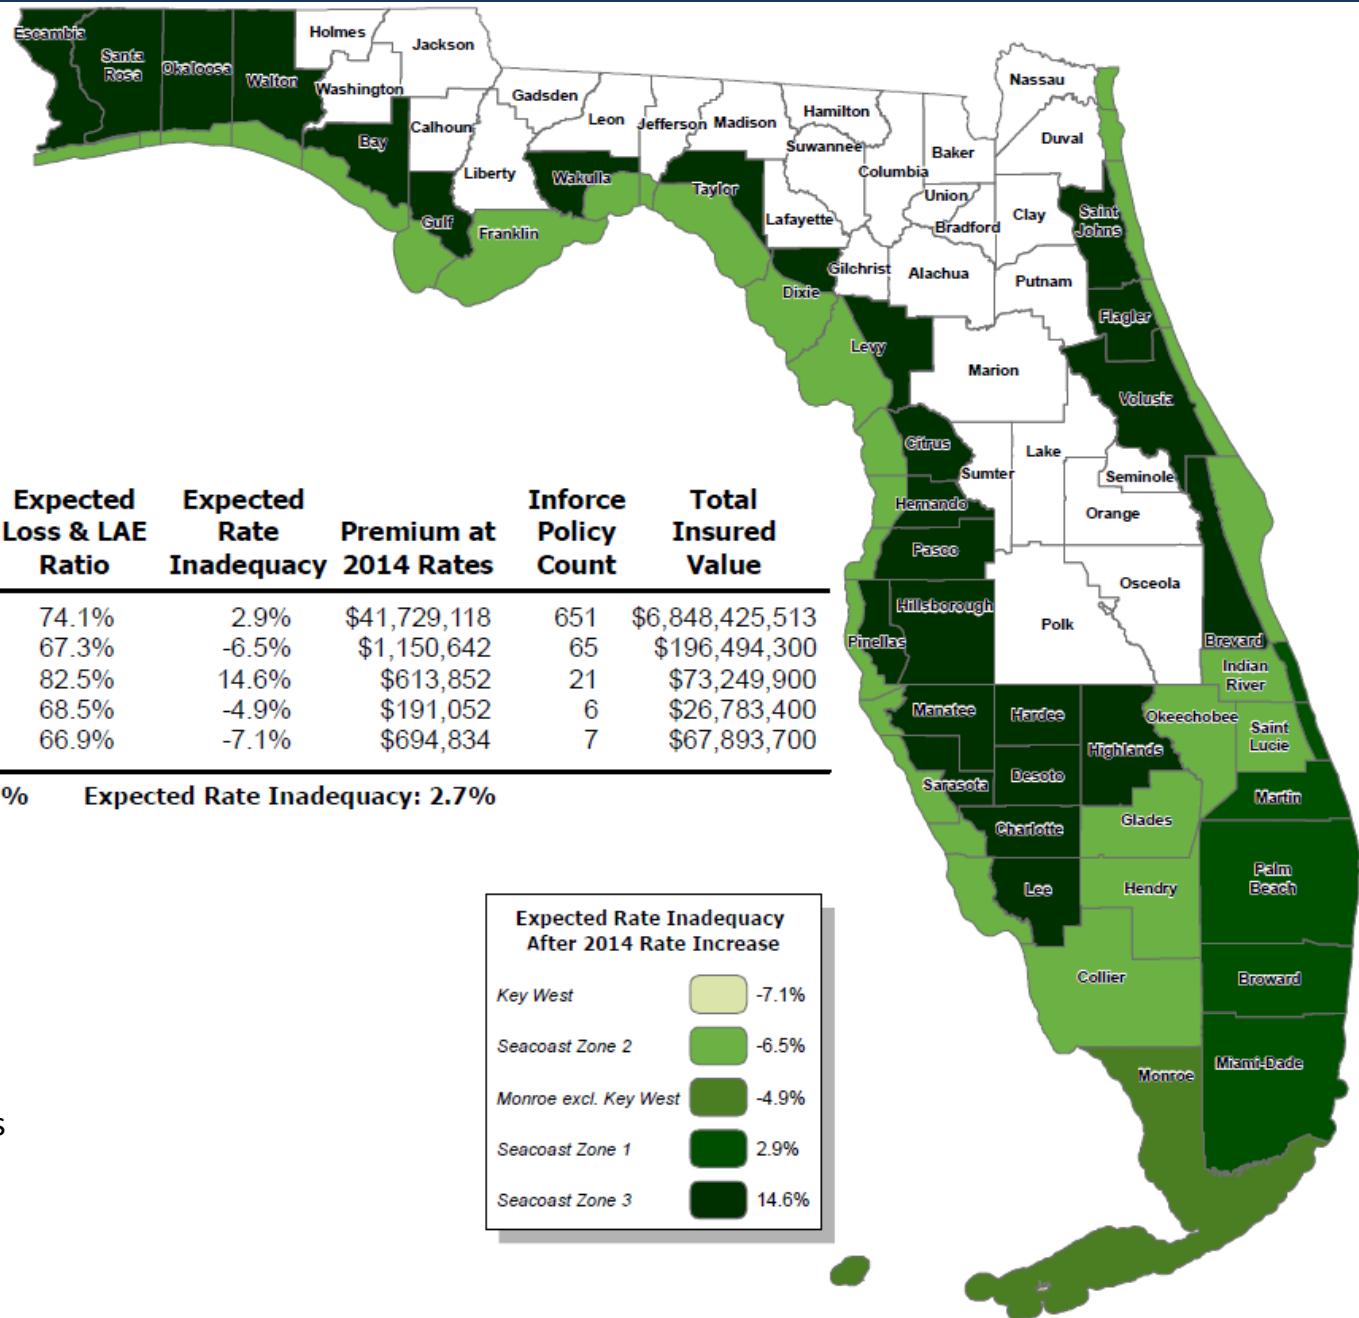 Escambia
Santa
Rosa
Okaloosa
Walton
Holmes
Jackson
Washington
Bay
Calhoun
Gulf
Liberty
Gadsden
Franklin
Wakulla
Leon
Jefferson
Madison
Taylor
Hamilton
Suwannee
Columbia
Lafayette
Dixie
Gilchrist
Baker
Union
Bradford
Nassau
Duval
Clay
Saint
Johns
Alachua
Putnam
Flagler
Levy
Marion
Volusia
Citrus
Sumter
Lake
Seminole
Hernando
Orange
Pasco
Osceola
Hillsborough
Polk
Pinellas
Brevard
Indian
River
Manatee
Hardee
Highlands
Okeechobee
Saint
Lucie
Sarasota
Desoto
Martin
Charlotte
Glades
Lee
Hendry
Palm
Beach
Collier
Broward
Monroe
Miami-Dade
Expected Expected Inforce Total
Loss & LAE Rate Premium at Policy Insured
Ratio Inadequacy 2014 Rates Count Value
74.1% 2.9% $41,729,118 651 $6,848,425,513
67.3% -6.5% $1,150,642 65 $196,494,300
82.5% 14.6% $613,852 21 $73,249,900
68.5% -4.9% $191,052 6 $26,783,400
66.9% -7.1% $694,834 7 $67,893,700
% Expected Rate Inadequacy: 2.7%
Expected Rate Inadequacy
After 2014 Rate Increase
Key West -7.1%
Seacoast Zone 2 -6.5%
Monroe excl. Key West -4.9%
Seacoast Zone 1 2.9%
Seacoast Zone 3 14.6%
s